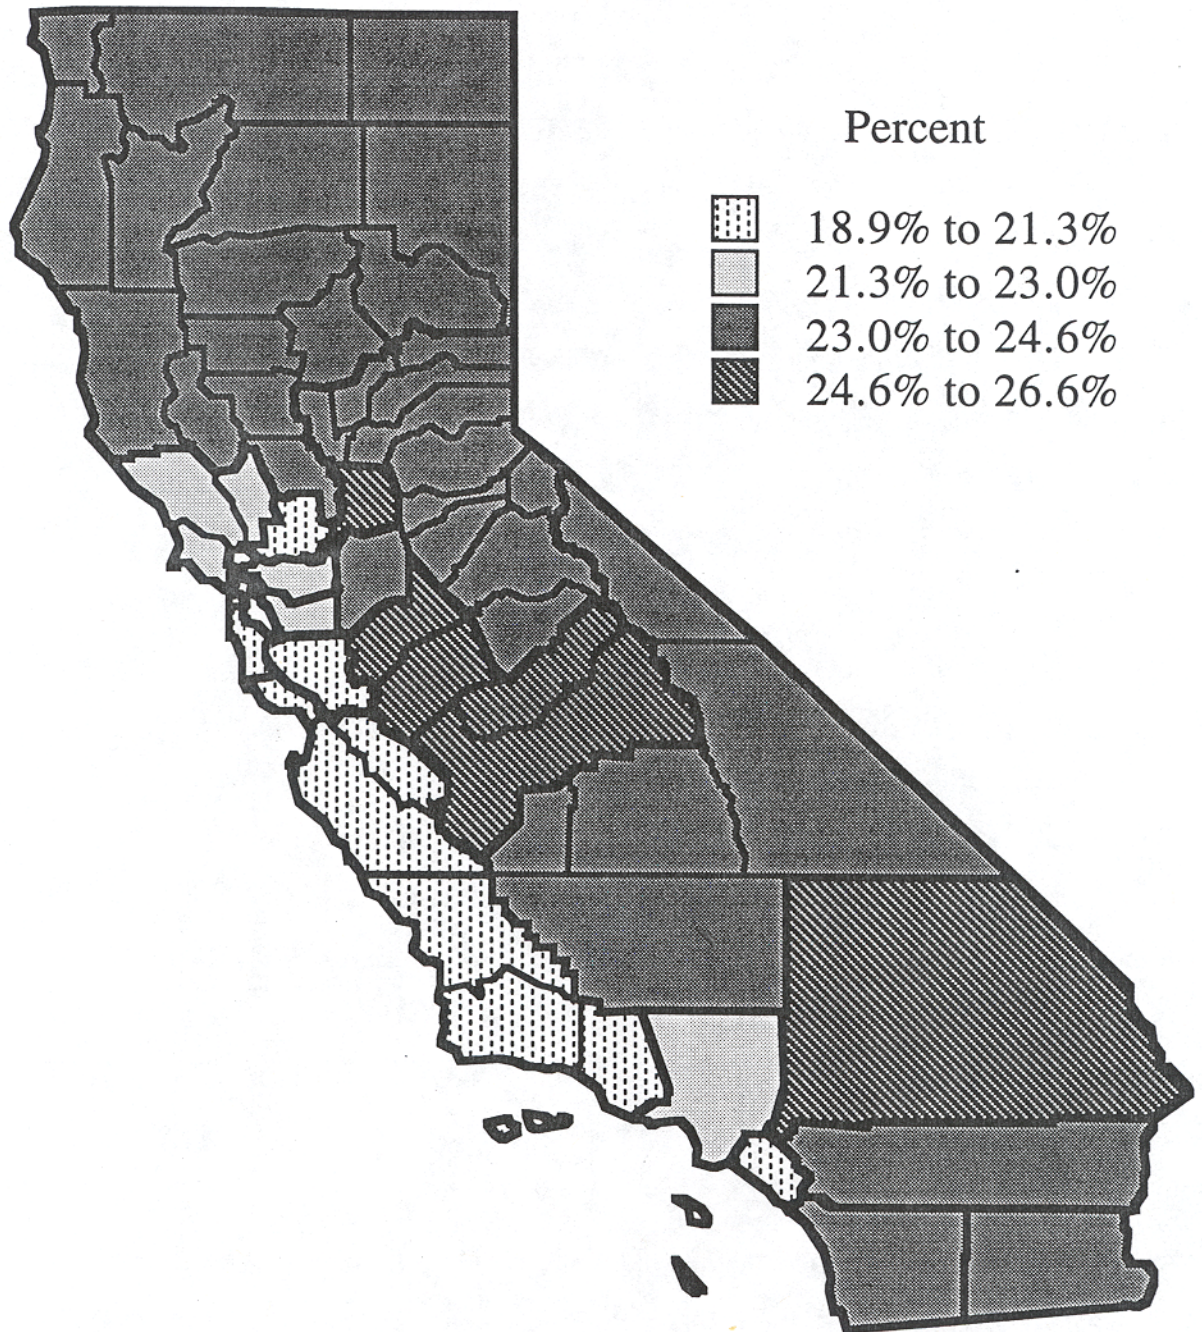 Percent
18.9% to 21.3%
21.3% to 23.0%
23.0% to 24.6%
24.6% to 26.6%